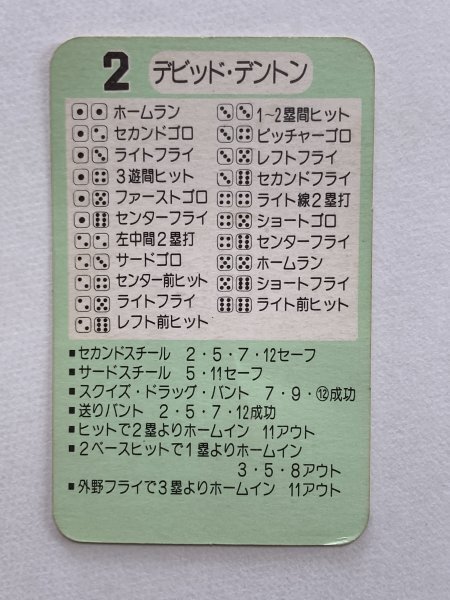 2 デビッド・デントン
⚀⚀ ホームラン
⚀⚁ セカンドゴロ
⚀⚂ ライトフライ
⚀⚃ 3遊間ヒット
⚀⚄ ファーストゴロ
⚀⚅ センターフライ
⚁⚁ 左中間2塁打
⚁⚂ サードゴロ
⚁⚃ センター前ヒット
⚁⚄ ライトフライ
⚁⚅ レフト前ヒット
⚂⚂ 1~2塁間ヒット
⚂⚃ ピッチャーゴロ
⚂⚄ レフトフライ
⚂⚅ セカンドフライ
⚃⚃ ライト線2塁打
⚃⚄ ショートゴロ
⚃⚅ センターフライ
⚄⚄ ホームラン
⚄⚅ ショートフライ
⚅⚅ ライト前ヒット
■セカンドスチール 2・5・7・12セーフ
■サードスチール 5・11セーフ
■スクイズ・ドラッグ・バント 7・9・⑫成功
■送りバント 2・5・7・12成功
■ヒットで2塁よりホームイン 11アウト
■2ベースヒットで1塁よりホームイン
3・5・8アウト
■外野フライで3塁よりホームイン 11アウト